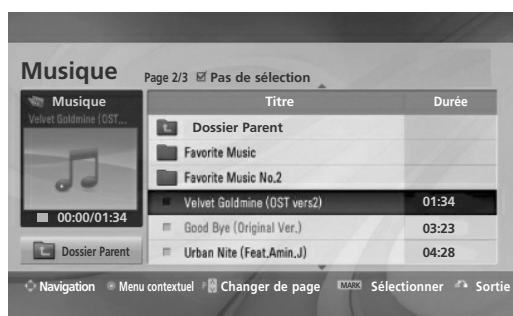 Musique
Page 2/3 Pas de sélection
Musique
Velvet Goldmine (OST...
00:00/01:34
Dossier Parent
Titre Durée
Dossier Parent
Favorite Music
Favorite Music No.2
Velvet Goldmine (OST vers2) 01:34
Good Bye (Original Ver.) 03:23
Urban Nite (Feat.Amin.J) 04:28
Navigation Menu contextuel P Changer de page MARK Sélectionner Sortie